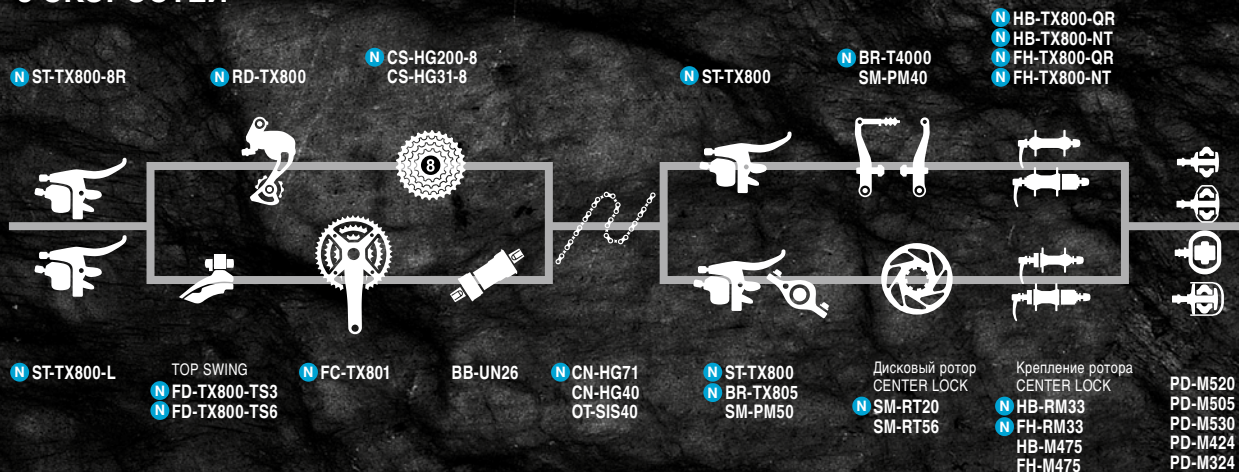 N ST-TX800-8R
N RD-TX800
N CS-HG200-8
CS-HG31-8
N ST-TX800
N BR-T4000
SM-PM40
N HB-TX800-QR
N HB-TX800-NT
N FH-TX800-QR
N FH-TX800-NT
8
N ST-TX800-L
TOP SWING
N FD-TX800-TS3
N FD-TX800-TS6
N FC-TX801
BB-UN26
N CN-HG71
CN-HG40
OT-SIS40
N ST-TX800
N BR-TX805
SM-PM50
Дисковый ротор
CENTER LOCK
N SM-RT20
SM-RT56
Крепление ротора
CENTER LOCK
N HB-RM33
N FH-RM33
HB-M475
FH-M475
PD-M520
PD-M505
PD-M530
PD-M424
PD-M324